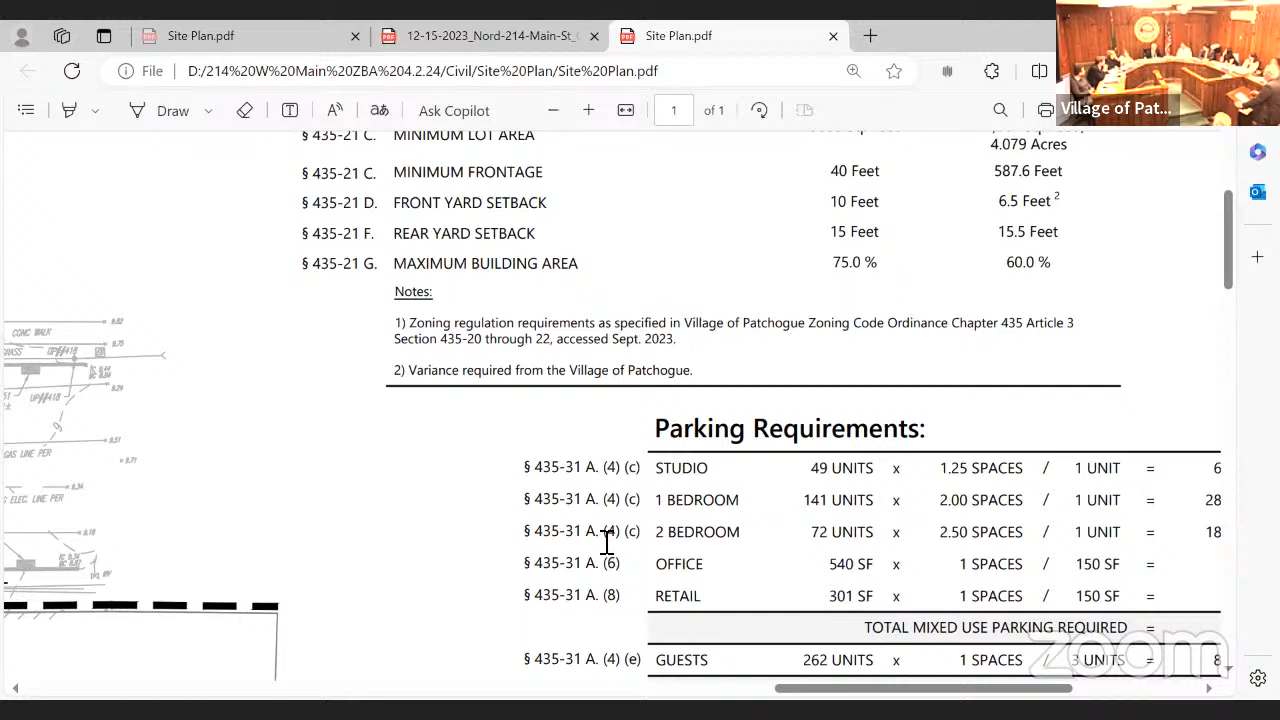 Site Plan.pdf
12-15-2023_Nord-214-Main-St_
Site Plan.pdf
File
D:/214%20W%20Main%20ZBA%204.2.24/Civil/Site%20Plan/Site%20Plan.pdf
Draw
Ask Copilot
1 of 1
Village of Pat...
§ 435-21 C. MINIMUM LOT AREA
4.079 Acres
§ 435-21 C. MINIMUM FRONTAGE 40 Feet 587.6 Feet
§ 435-21 D. FRONT YARD SETBACK 10 Feet 6.5 Feet 2
§ 435-21 F. REAR YARD SETBACK 15 Feet 15.5 Feet
§ 435-21 G. MAXIMUM BUILDING AREA 75.0 % 60.0 %
Notes:
1) Zoning regulation requirements as specified in Village of Patchogue Zoning Code Ordinance Chapter 435 Article 3
Section 435-20 through 22, accessed Sept. 2023.
2) Variance required from the Village of Patchogue.
CONC WALK
GRASS
GAS LINE PER
ELEC. LINE PER
Parking Requirements:
§ 435-31 A. (4) (c) STUDIO 49 UNITS x 1.25 SPACES / 1 UNIT = 6
§ 435-31 A. (4) (c) 1 BEDROOM 141 UNITS x 2.00 SPACES / 1 UNIT = 28
§ 435-31 A. (4) (c) 2 BEDROOM 72 UNITS x 2.50 SPACES / 1 UNIT = 18
§ 435-31 A. (6) OFFICE 540 SF x 1 SPACES / 150 SF =
§ 435-31 A. (8) RETAIL 301 SF x 1 SPACES / 150 SF =
TOTAL MIXED USE PARKING REQUIRED =
§ 435-31 A. (4) (e) GUESTS 262 UNITS x 1 SPACES / 3 UNITS = 8
zoom